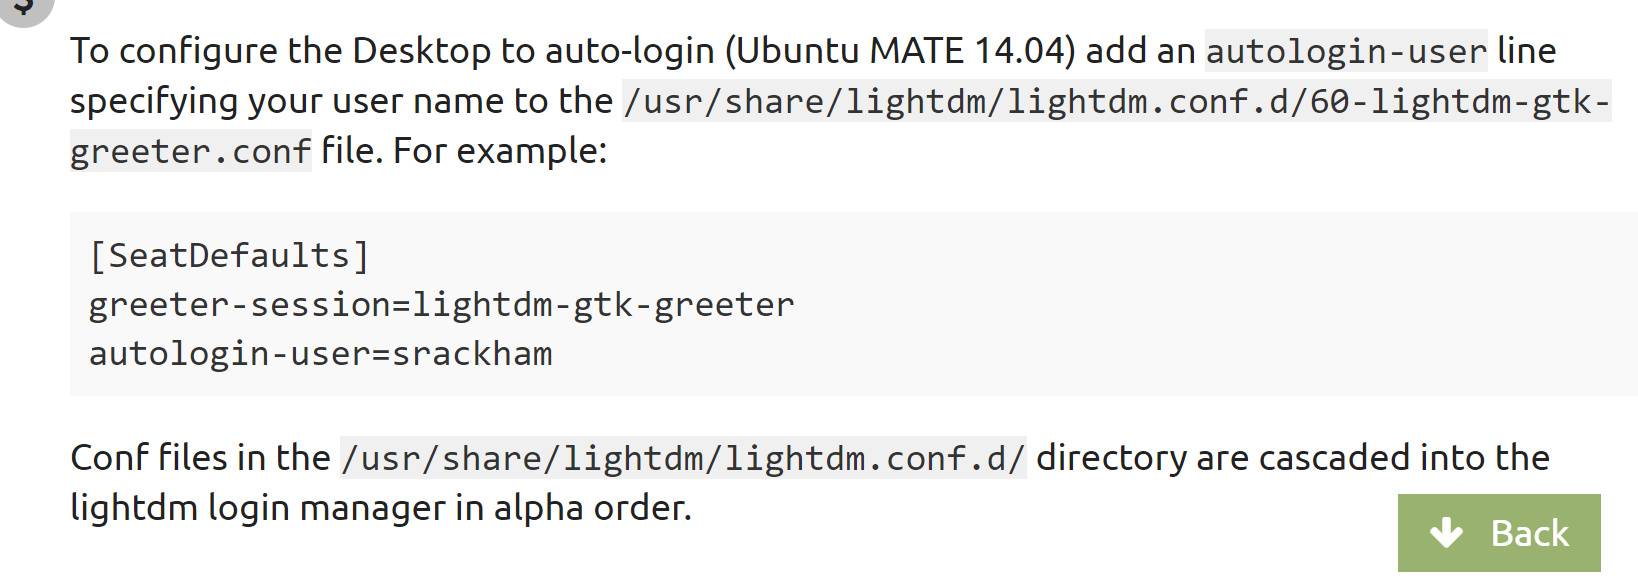 To configure the Desktop to auto-login (Ubuntu MATE 14.04) add an autologin-user line
specifying your user name to the /usr/share/lightdm/lightdm.conf.d/60-lightdm-gtk-
greeter.conf file. For example:
[SeatDefaults]
greeter-session=lightdm-gtk-greeter
autologin-user=srackham
Conf files in the /usr/share/lightdm/lightdm.conf.d/ directory are cascaded into the
lightdm login manager in alpha order.
Back